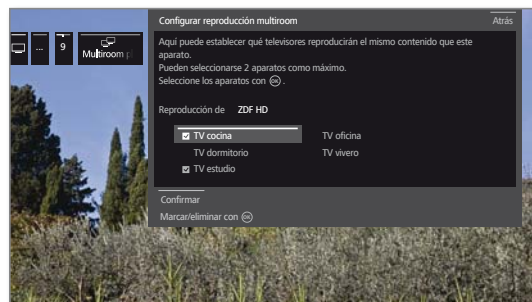 Configurar reproducción multiroom
Atrás
...
9
Multiroom pl
Aquí puede establecer qué televisores reproducirán el mismo contenido que este
aparato.
Pueden seleccionarse 2 aparatos como máximo.
Seleccione los aparatos con OK.
Reproducción de ZDF HD
TV cocina
TV oficina
TV dormitorio
TV vivero
TV estudio
Confirmar
Marcar/eliminar con OK